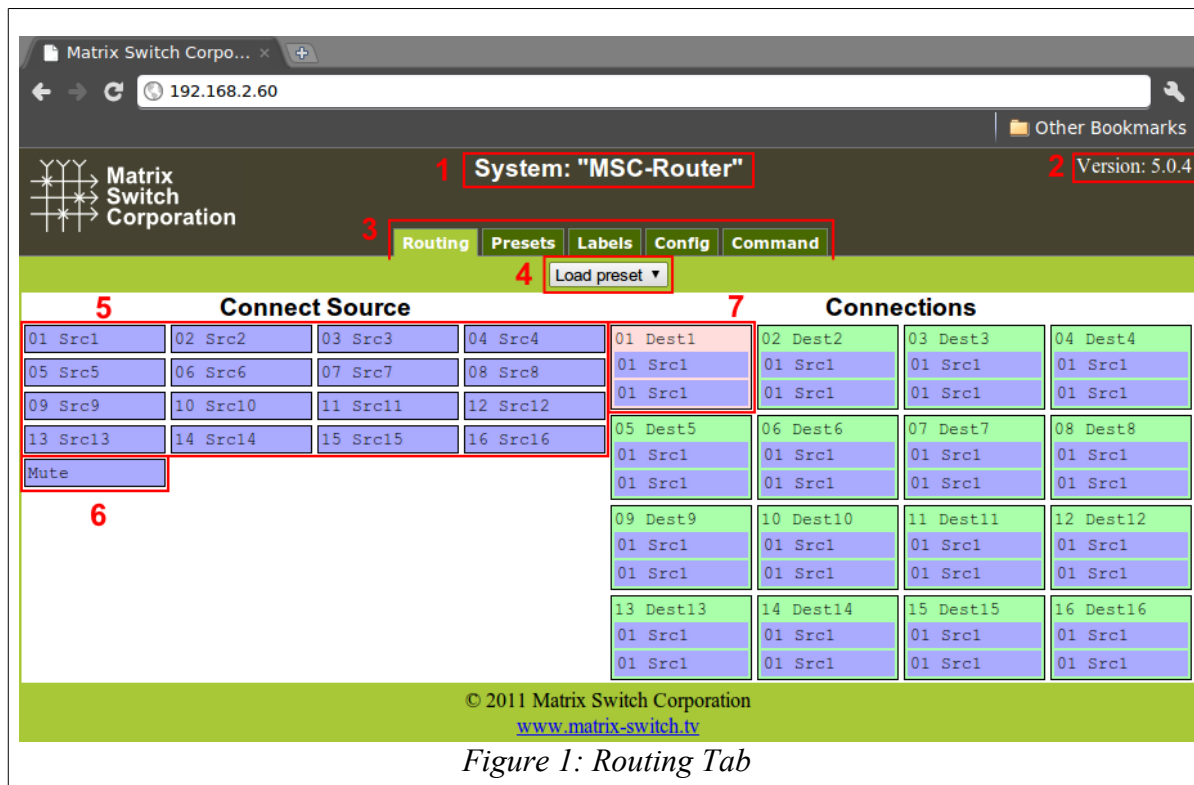 Matrix Switch Corpo... ×
192.168.2.60
Other Bookmarks
Matrix
Switch
Corporation
1 System: "MSC-Router"
2 Version: 5.0.4
3 Routing Presets Labels Config Command
4 Load preset ▼
5 Connect Source 7 Connections
01 Src1 02 Src2 03 Src3 04 Src4
05 Src5 06 Src6 07 Src7 08 Src8
09 Src9 10 Src10 11 Src11 12 Src12
13 Src13 14 Src14 15 Src15 16 Src16
Mute
6
01 Dest1 02 Dest2 03 Dest3 04 Dest4
01 Src1 01 Src1 01 Src1 01 Src1
01 Src1 01 Src1 01 Src1 01 Src1
05 Dest5 06 Dest6 07 Dest7 08 Dest8
01 Src1 01 Src1 01 Src1 01 Src1
01 Src1 01 Src1 01 Src1 01 Src1
09 Dest9 10 Dest10 11 Dest11 12 Dest12
01 Src1 01 Src1 01 Src1 01 Src1
01 Src1 01 Src1 01 Src1 01 Src1
13 Dest13 14 Dest14 15 Dest15 16 Dest16
01 Src1 01 Src1 01 Src1 01 Src1
01 Src1 01 Src1 01 Src1 01 Src1
© 2011 Matrix Switch Corporation
www.matrix-switch.tv
Figure 1: Routing Tab